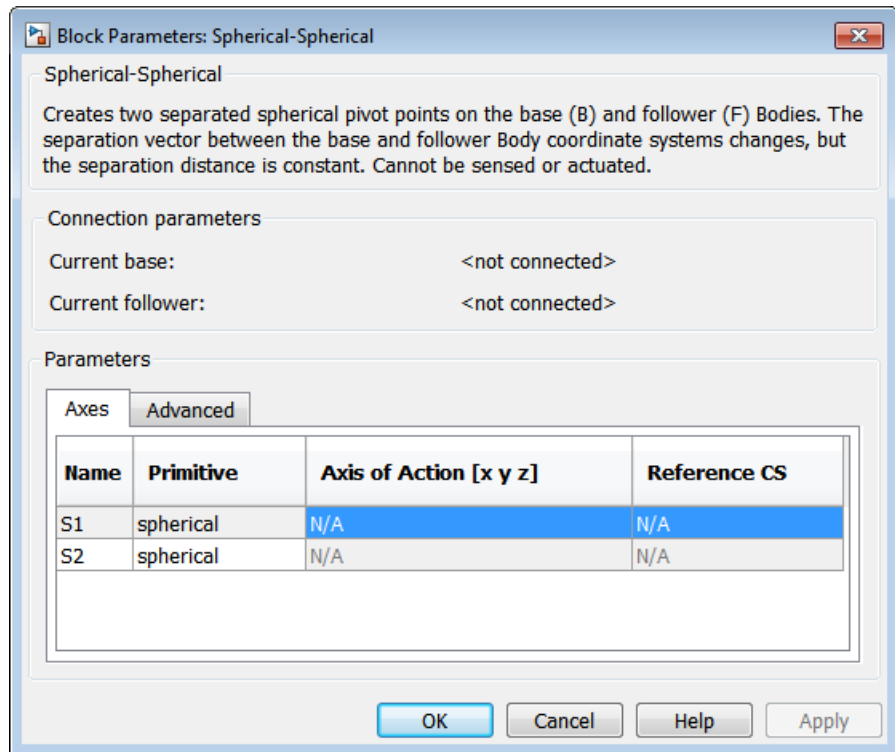 Block Parameters: Spherical-Spherical
Spherical-Spherical
Creates two separated spherical pivot points on the base (B) and follower (F) Bodies. The
separation vector between the base and follower Body coordinate systems changes, but
the separation distance is constant. Cannot be sensed or actuated.
Connection parameters
Current base: <not connected>
Current follower: <not connected>
Parameters
Axes Advanced
Name Primitive Axis of Action [x y z] Reference CS
S1 spherical N/A N/A
S2 spherical N/A N/A
OK Cancel Help Apply